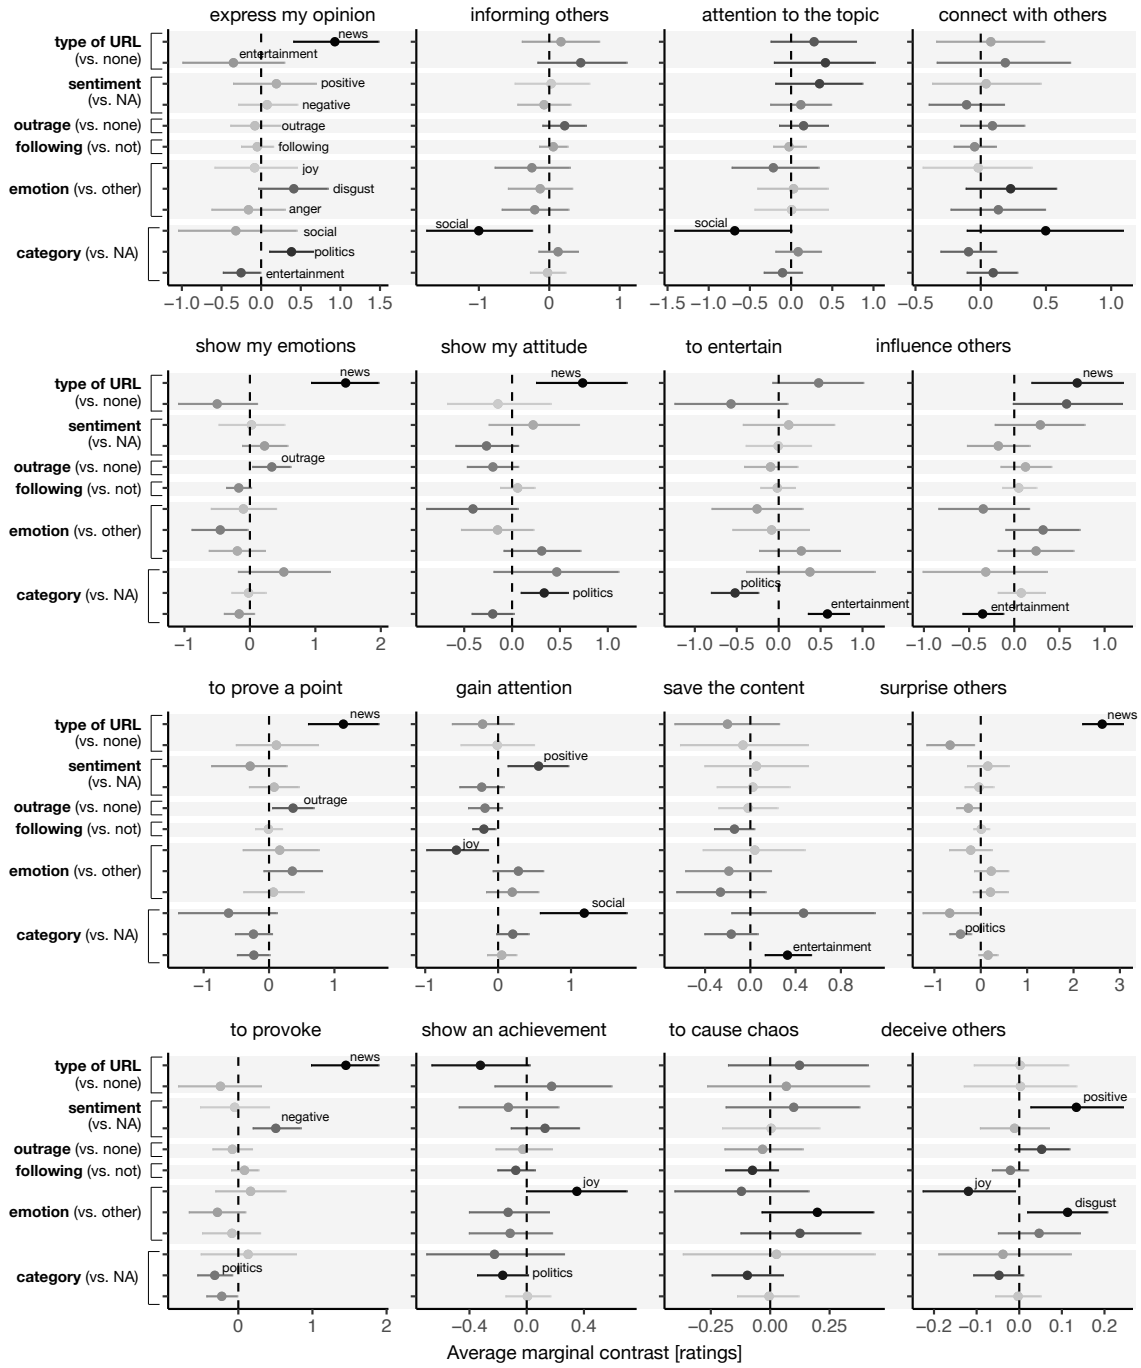 express my opinion informing others attention to the topic connect with others
type of URL
(vs. none)
sentiment
(vs. NA)
outrage (vs. none)
following (vs. not)
emotion (vs. other)
category (vs. NA)
news
entertainment
positive
negative
outrage
following
joy
disgust
anger
social
politics
entertainment
social
social
−1.0 −0.5 0.0 0.5 1.0 1.5
−1 0 1
−1.5 −1.0 −0.5 0.0 0.5 1.0
−0.5 0.0 0.5 1.0
show my emotions show my attitude to entertain influence others
type of URL
(vs. none)
sentiment
(vs. NA)
outrage (vs. none)
following (vs. not)
emotion (vs. other)
category (vs. NA)
news
outrage
news
politics
politics
entertainment
news
entertainment
−1 0 1 2
−0.5 0.0 0.5 1.0
−1.0 −0.5 0.0 0.5 1.0
−1.0 −0.5 0.0 0.5 1.0
to prove a point gain attention save the content surprise others
type of URL
(vs. none)
sentiment
(vs. NA)
outrage (vs. none)
following (vs. not)
emotion (vs. other)
category (vs. NA)
news
outrage
positive
joy
social
entertainment
news
politics
−1 0 1
−1 0 1
−0.4 0.0 0.4 0.8
−1 0 1 2 3
to provoke show an achievement to cause chaos deceive others
type of URL
(vs. none)
sentiment
(vs. NA)
outrage (vs. none)
following (vs. not)
emotion (vs. other)
category (vs. NA)
news
negative
politics
joy
politics
positive
joy
disgust
0 1 2
−0.4 0.0 0.4
−0.25 0.00 0.25
−0.2 −0.1 0.0 0.1 0.2
Average marginal contrast [ratings]